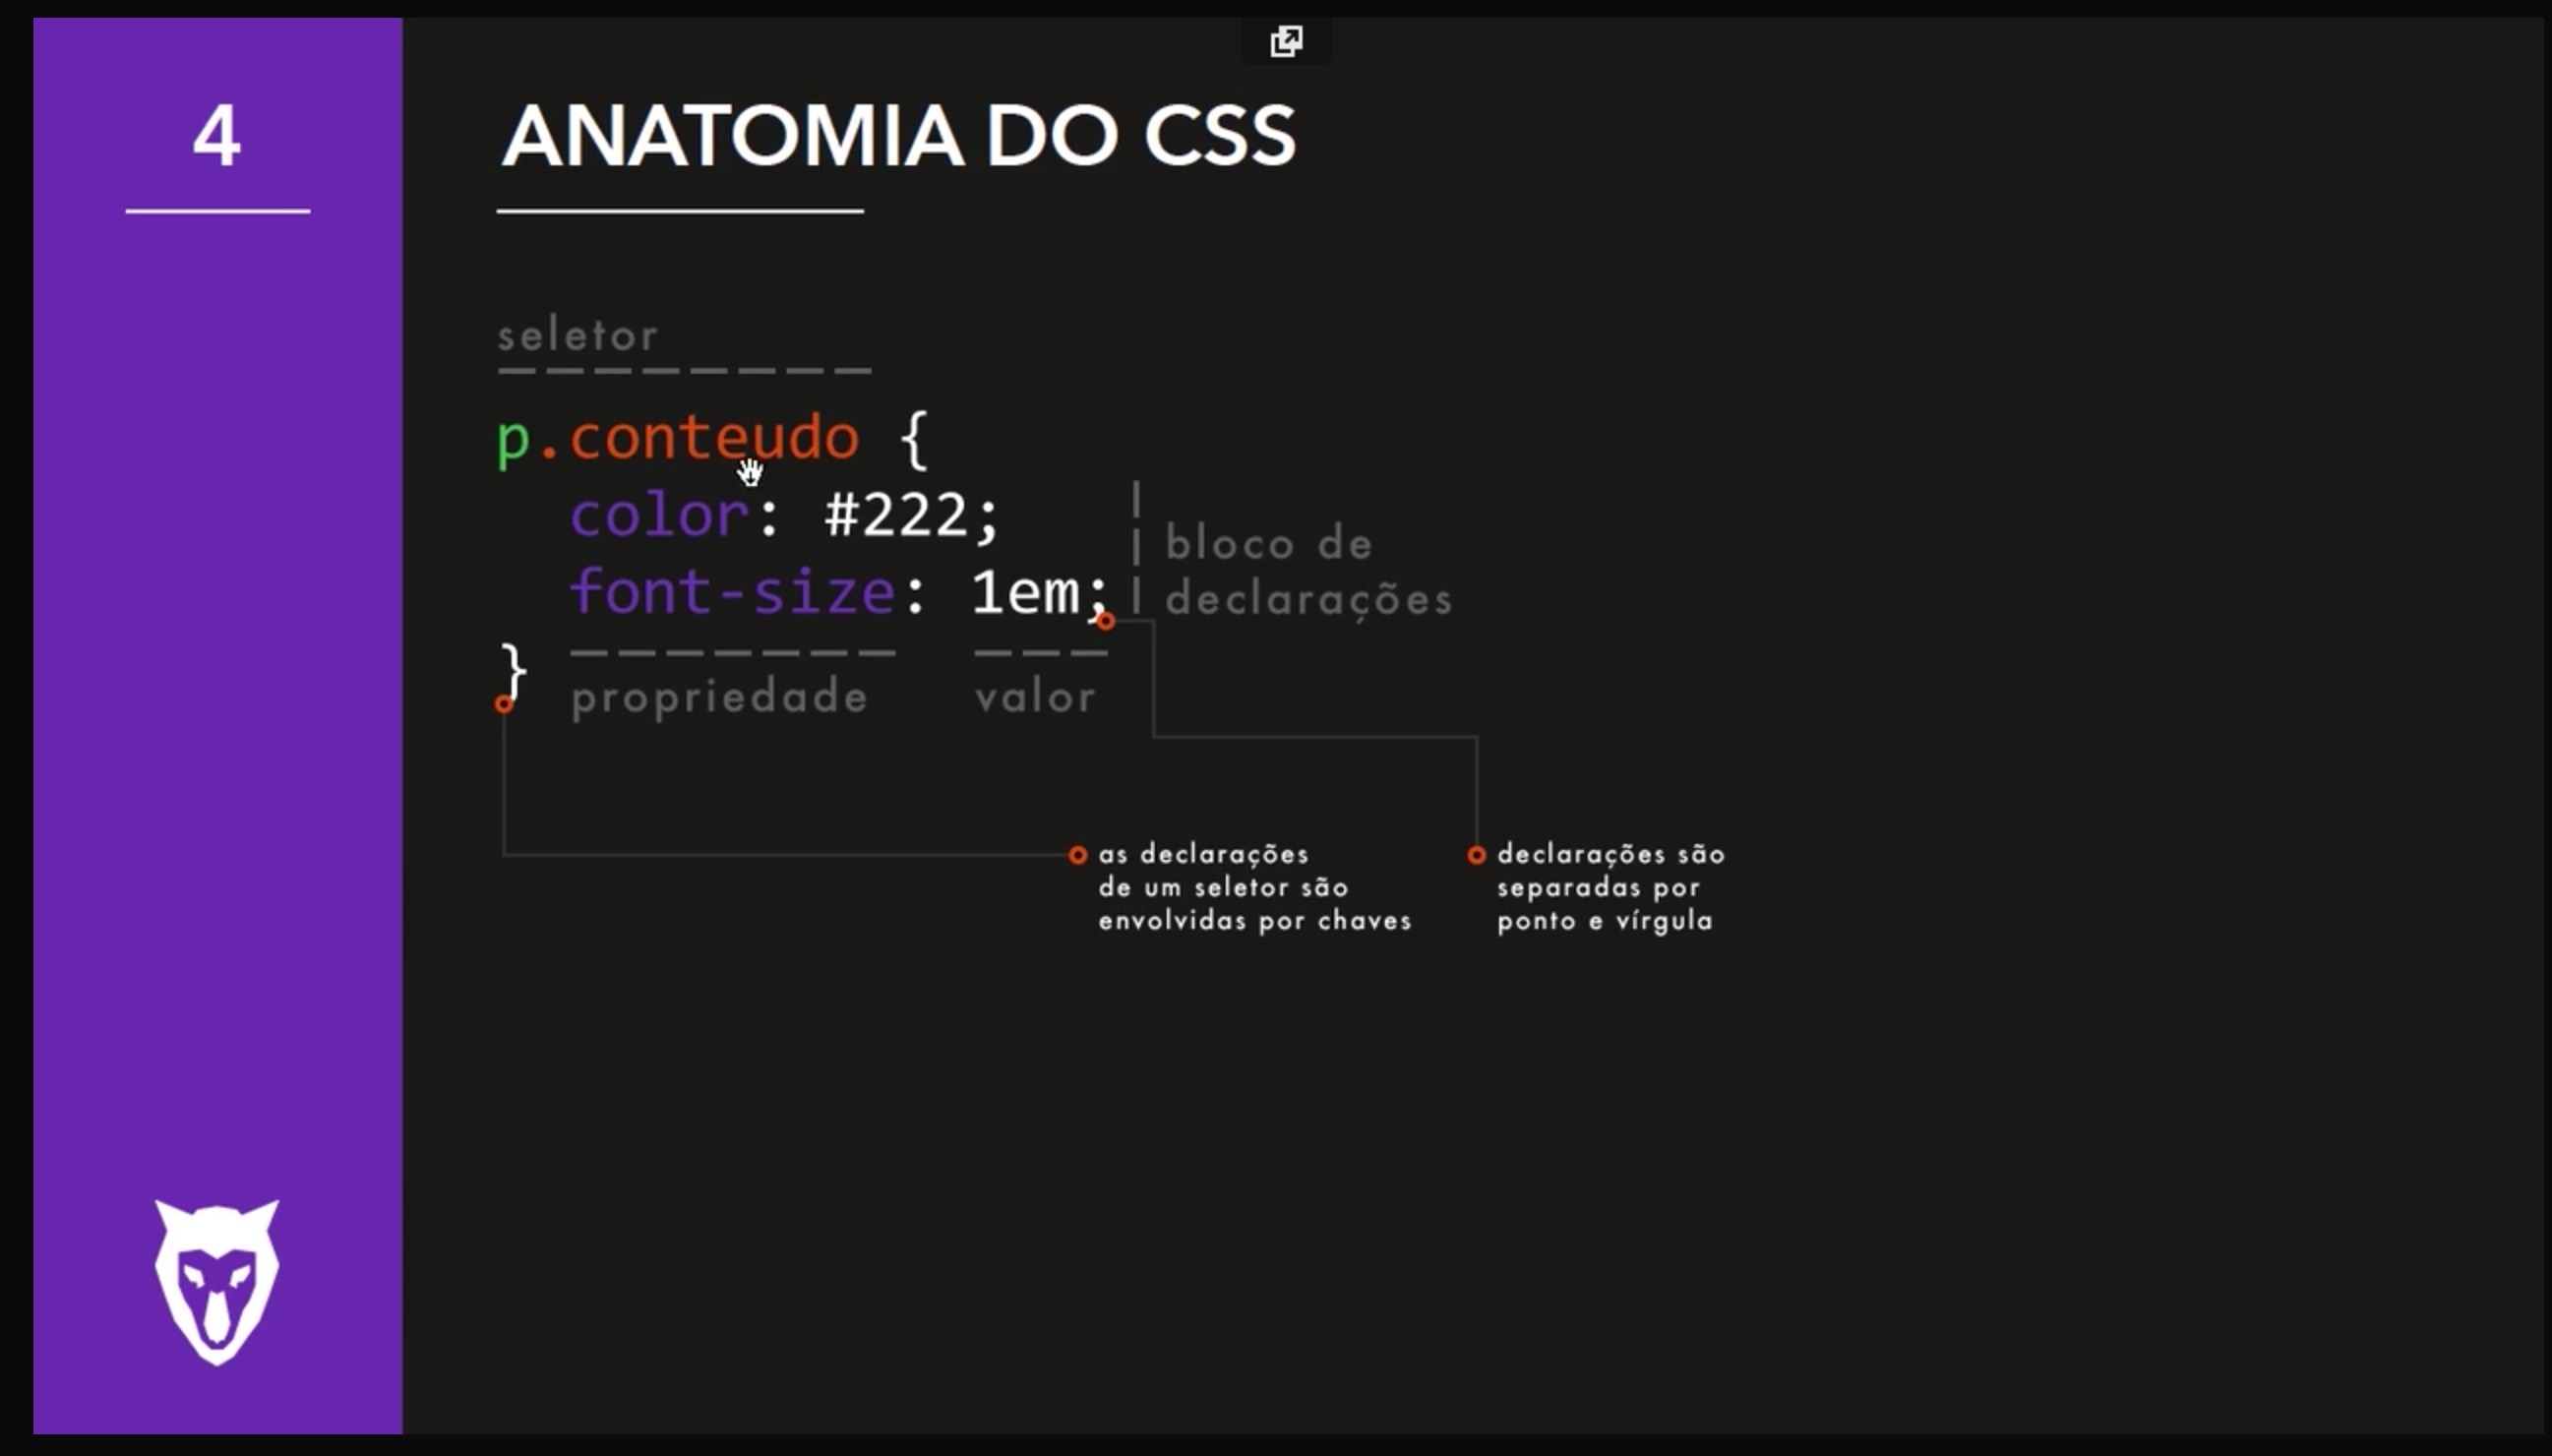 4
ANATOMIA DO CSS
seletor
p.conteudo {
color: #222;
font-size: 1em;
bloco de
declarações
}
propriedade valor
as declarações
de um seletor são
envolvidas por chaves
declarações são
separadas por
ponto e vírgula